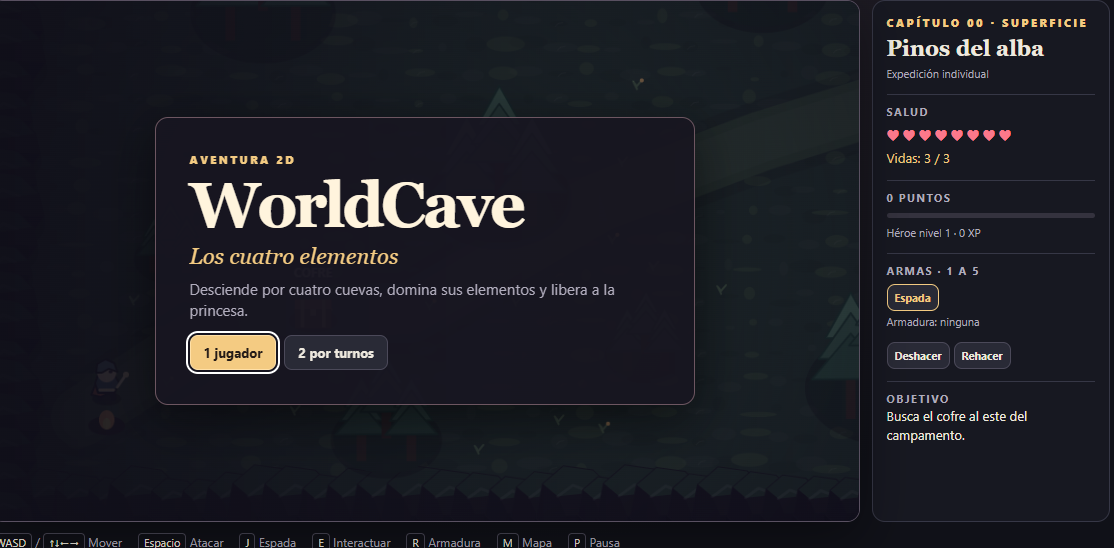 AVENTURA 2D
WorldCave
Los cuatro elementos
Desciende por cuatro cuevas, domina sus elementos y libera a la
princesa.
1 jugador
2 por turnos
CAPÍTULO 00 · SUPERFICIE
Pinos del alba
Expedición individual
SALUD
Vidas: 3 / 3
0 PUNTOS
Héroe nivel 1 · 0 XP
ARMAS · 1 A 5
Espada
Armadura: ninguna
Deshacer Rehacer
OBJETIVO
Busca el cofre al este del
campamento.
WASD / ↑↓←→ Mover Espacio Atacar J Espada E Interactuar R Armadura M Mapa P Pausa